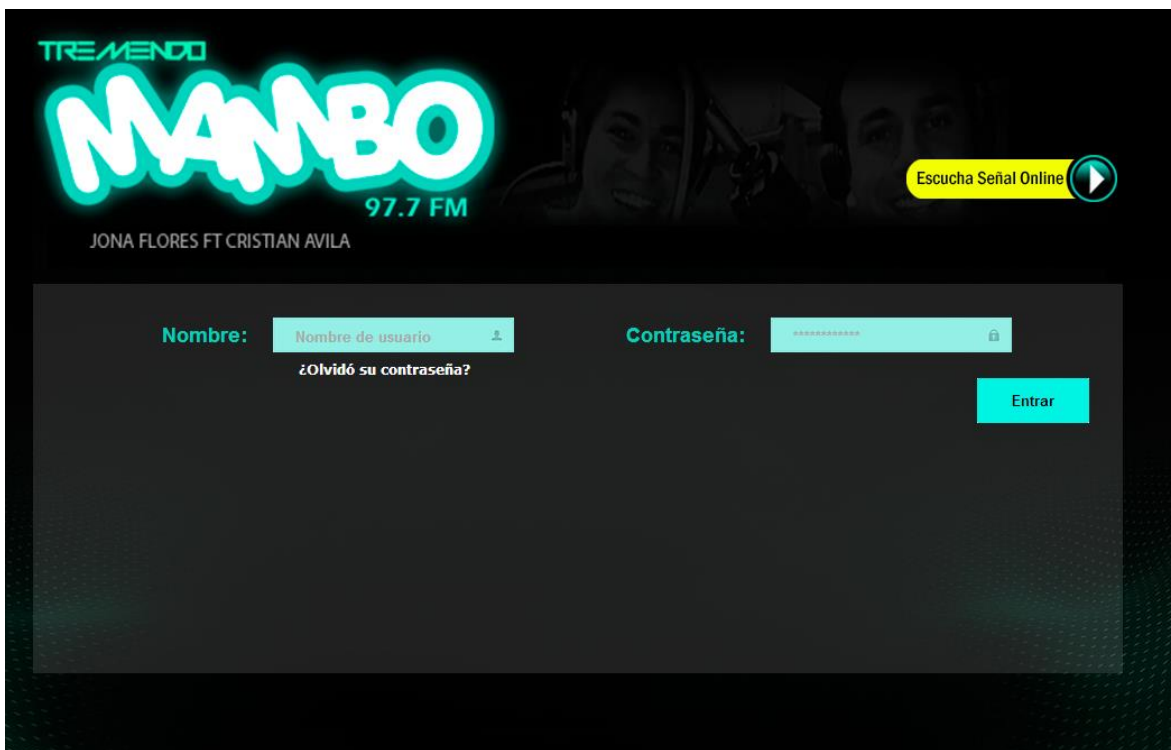 TREMENDO
MAMBO
97.7 FM
JONA FLORES FT CRISTIAN AVILA
Escucha Señal Online
Nombre:
Nombre de usuario
Contraseña:
************
¿Olvidó su contraseña?
Entrar